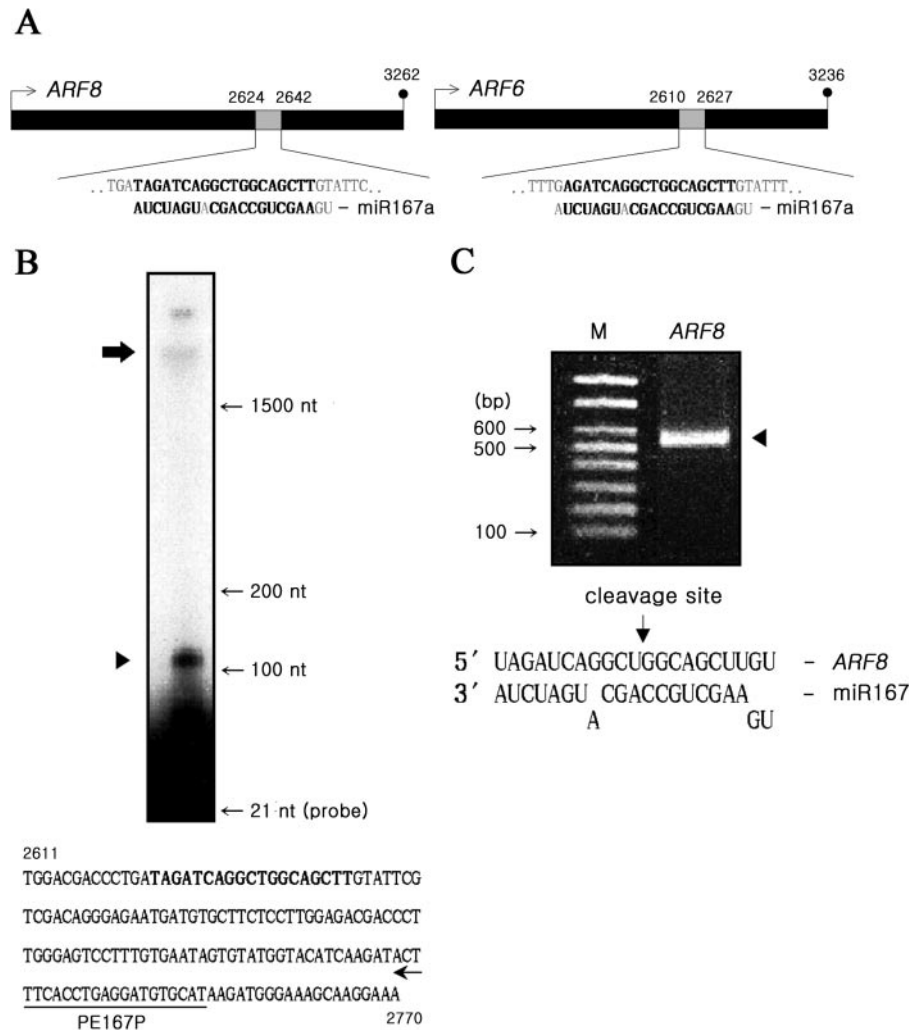 A
ARF8
2624
2642
3262
ARF6
2610
2627
3236
..TGATAGATCAGGCTGGCAGCTTGTATTC..
AUCUAGUACGACCGUCGAAGU – miR167a
..TTTGAGATCAGGCTGGCAGCTTGTATTT..
AUCUAGUACGACCGUCGAAGU – miR167a
B
← 1500 nt
← 200 nt
← 100 nt
← 21 nt (probe)
2611
TGGACGACCCTGATAGATCAGGCTGGCAGCTTGTATTCG
TCGACAGGGAGAATGATGTGCTTCTCCTTGGAGACGACCCT
TGGGAGTCCTTTGTGAATAGTGTATGGTACATCAAGATACT
TTCACCTGAGGATGTGCATAAGATGGGAAAGCAAGGAAA
PE167P
2770
C
M
ARF8
(bp)
600 →
500 →
100 →
cleavage site
5′ UAGAUCAGGCUGGCAGCUUGU – ARF8
3′ AUCUAGU CGACCGUCGAA – miR167
A
GU